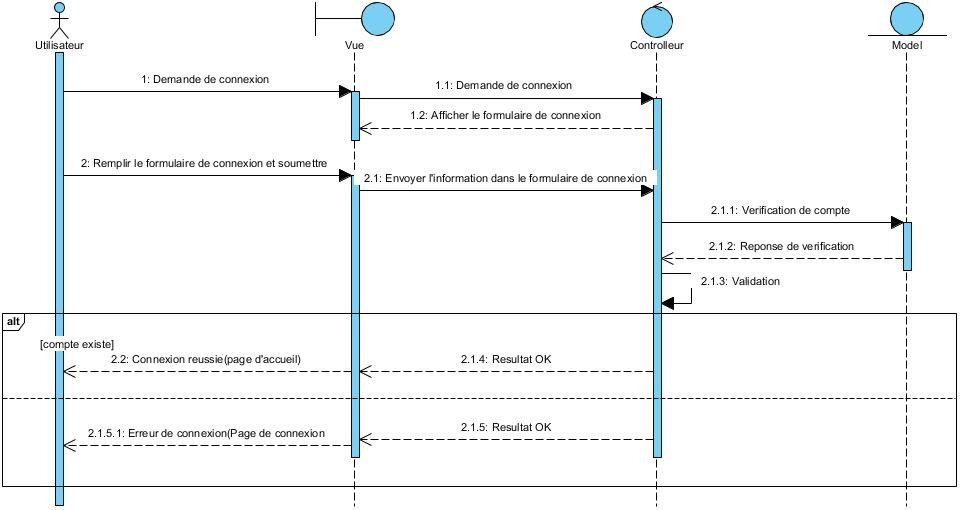 Utilisateur
Vue
Controlleur
Model
1: Demande de connexion
1.1: Demande de connexion
1.2: Afficher le formulaire de connexion
2: Remplir le formulaire de connexion et soumettre
2.1: Envoyer l'information dans le formulaire de connexion
2.1.1: Verification de compte
2.1.2: Reponse de verification
2.1.3: Validation
alt
[compte existe]
2.2: Connexion reussie(page d'accueil)
2.1.4: Resultat OK
2.1.5: Resultat OK
2.1.5.1: Erreur de connexion(Page de connexion